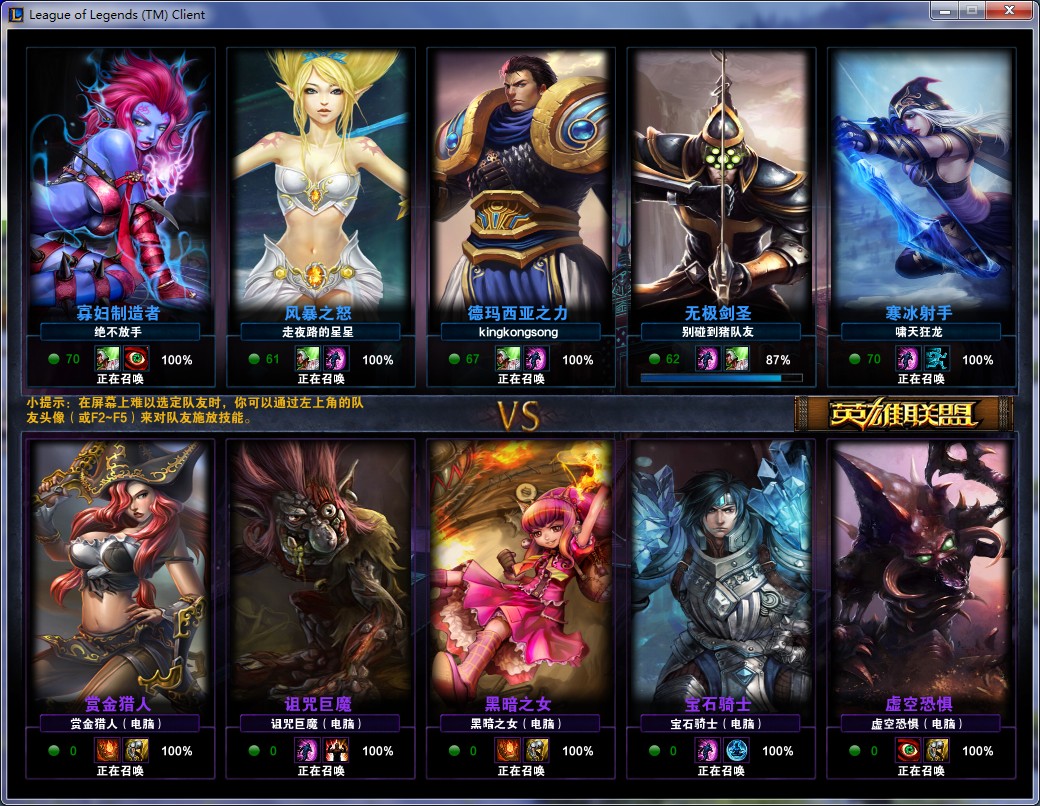 League of Legends (TM) Client
寡妇制造者
绝不放手
70
100%
正在召唤
风暴之怒
走夜路的星星
61
100%
正在召唤
德玛西亚之力
kingkongsong
67
100%
正在召唤
无极剑圣
别碰到猪队友
62
87%
寒冰射手
啸天狂龙
70
100%
正在召唤
小提示：在屏幕上难以选定队友时，你可以通过左上角的队
友头像（或F2~F5）来对队友施放技能。
VS
英雄联盟
赏金猎人
赏金猎人（电脑）
0
100%
正在召唤
诅咒巨魔
诅咒巨魔（电脑）
0
100%
正在召唤
黑暗之女
黑暗之女（电脑）
0
100%
正在召唤
宝石骑士
宝石骑士（电脑）
0
100%
正在召唤
虚空恐惧
虚空恐惧（电脑）
0
100%
正在召唤